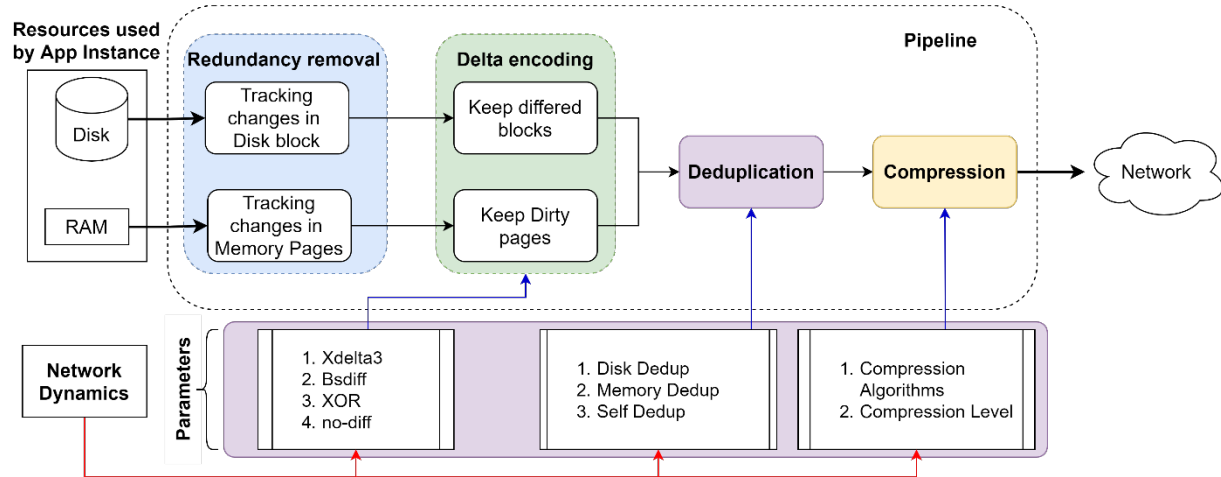 Resources used
by App Instance
Pipeline
Redundancy removal
Delta encoding
Disk
Tracking
changes in
Disk block
Keep differed
blocks
Deduplication
Compression
Network
RAM
Tracking
changes in
Memory Pages
Keep Dirty
pages
Parameters
Network
Dynamics
1. Xdelta3
2. Bsdiff
3. XOR
4. no-diff
1. Disk Dedup
2. Memory Dedup
3. Self Dedup
1. Compression
Algorithms
2. Compression Level